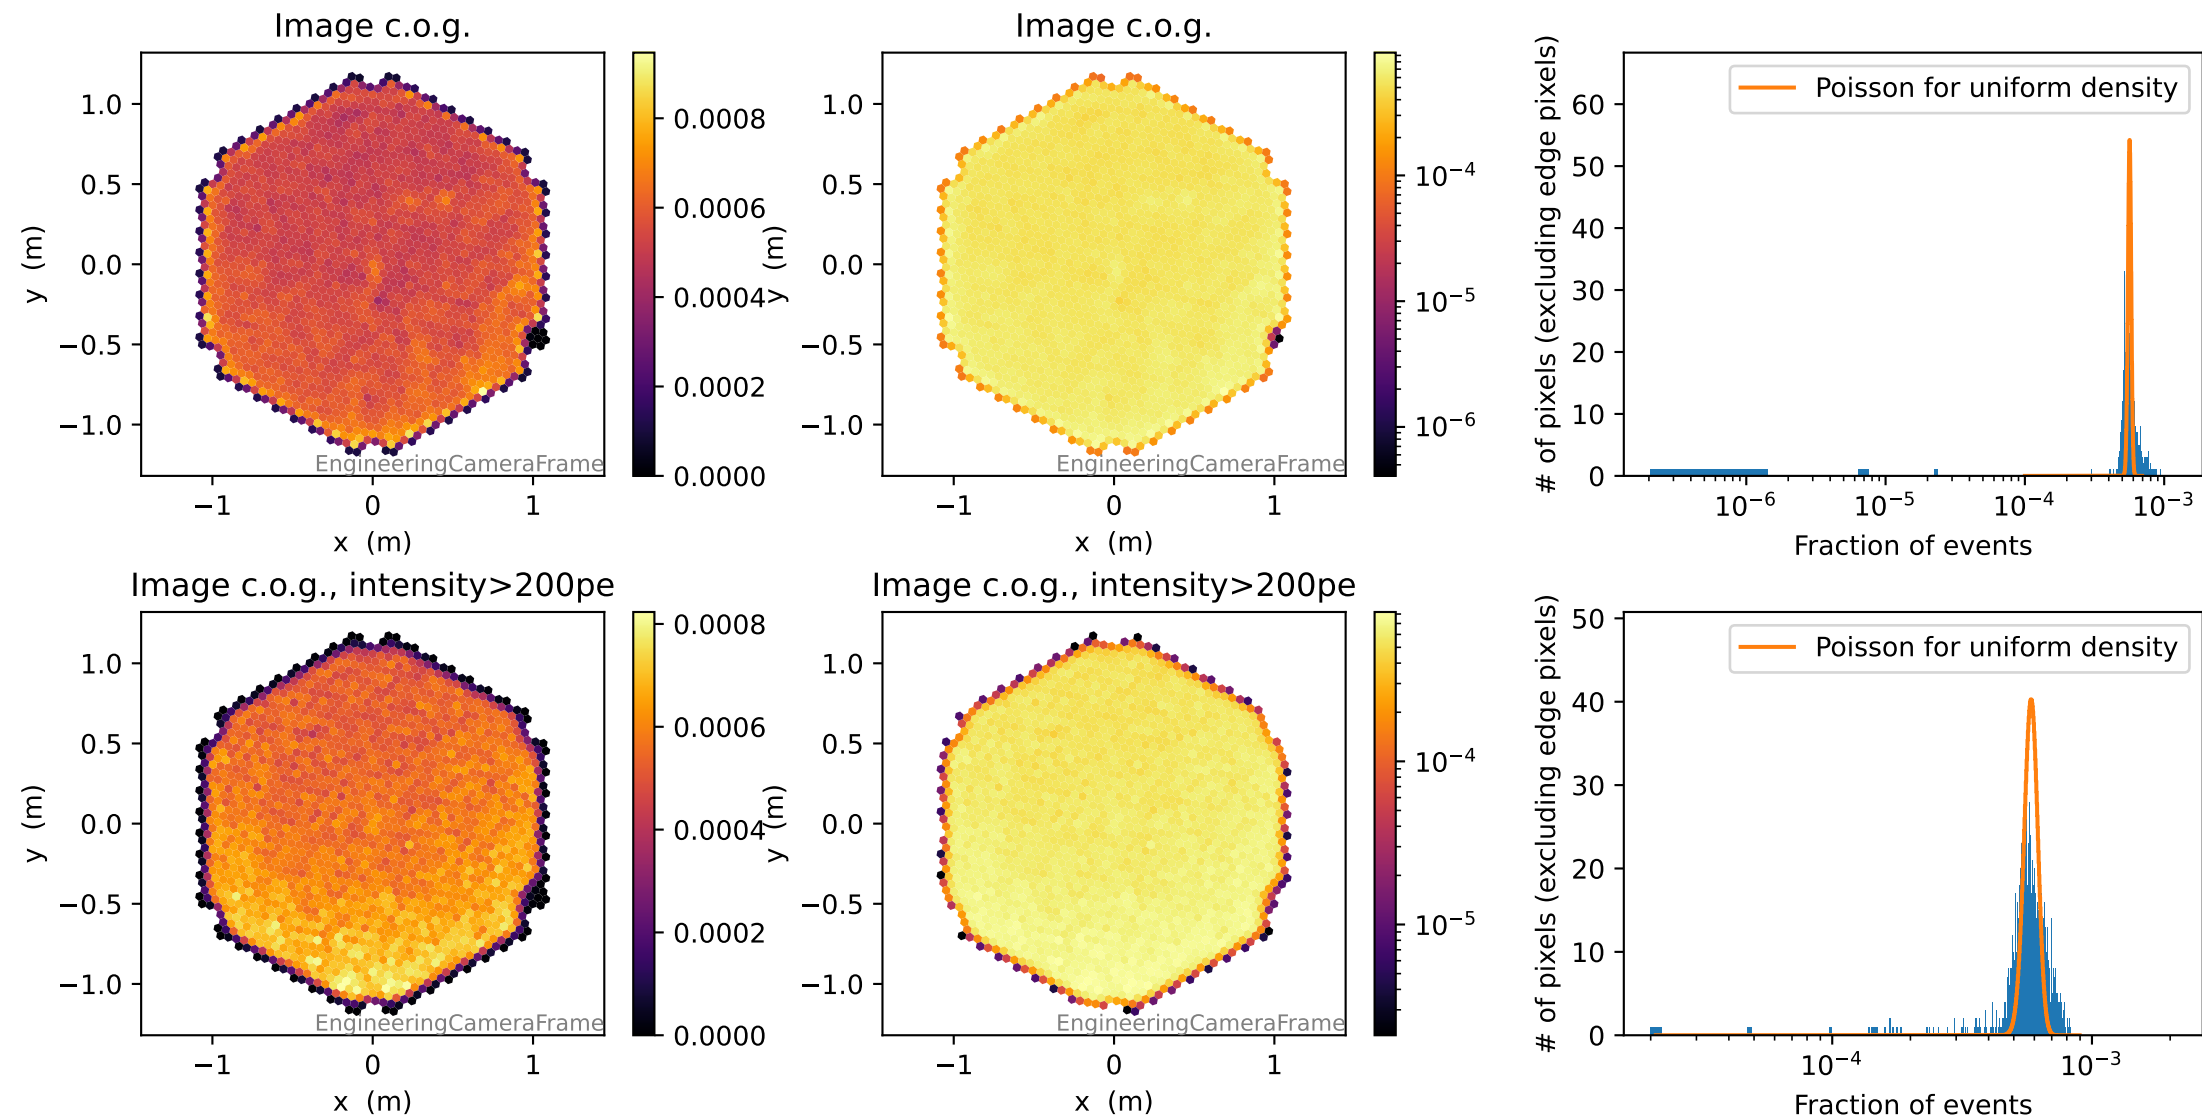 Image c.o.g.
1.0
0.5
0.0
−0.5
−1.0
y (m)
−1 0 1
x (m)
EngineeringCameraFrame
0.0008
0.0006
0.0004
0.0002
0.0000
Image c.o.g.
1.0
0.5
0.0
−0.5
−1.0
y (m)
−1 0 1
x (m)
EngineeringCameraFrame
10⁻⁴
10⁻⁵
10⁻⁶
Poisson for uniform density
# of pixels (excluding edge pixels)
60
50
40
30
20
10
0
10⁻⁶ 10⁻⁵ 10⁻⁴ 10⁻³
Fraction of events
Image c.o.g., intensity>200pe
1.0
0.5
0.0
−0.5
−1.0
y (m)
−1 0 1
x (m)
EngineeringCameraFrame
0.0008
0.0006
0.0004
0.0002
0.0000
Image c.o.g., intensity>200pe
1.0
0.5
0.0
−0.5
−1.0
y (m)
−1 0 1
x (m)
EngineeringCameraFrame
10⁻⁴
10⁻⁵
Poisson for uniform density
# of pixels (excluding edge pixels)
50
40
30
20
10
0
10⁻⁴ 10⁻³
Fraction of events